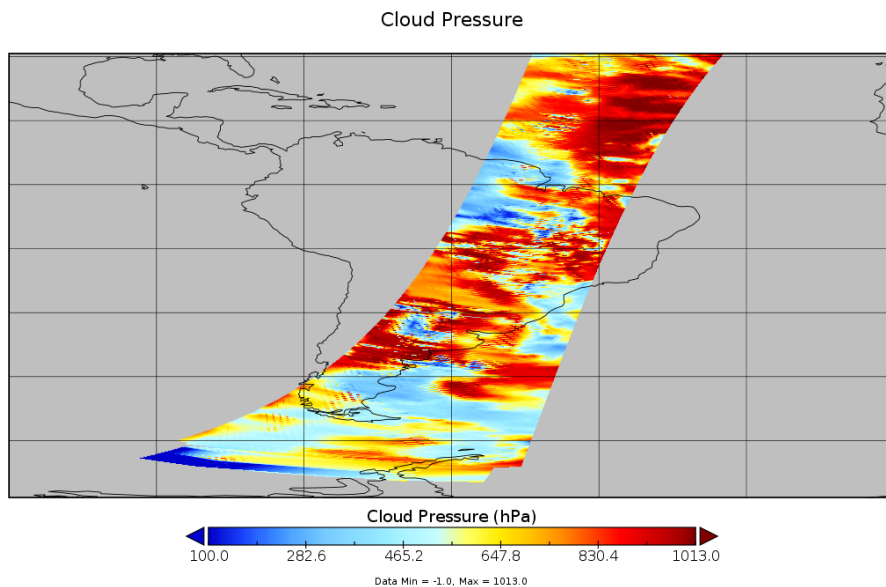 Cloud Pressure
Cloud Pressure (hPa)
100.0 282.6 465.2 647.8 830.4 1013.0
Data Min = -1.0, Max = 1013.0